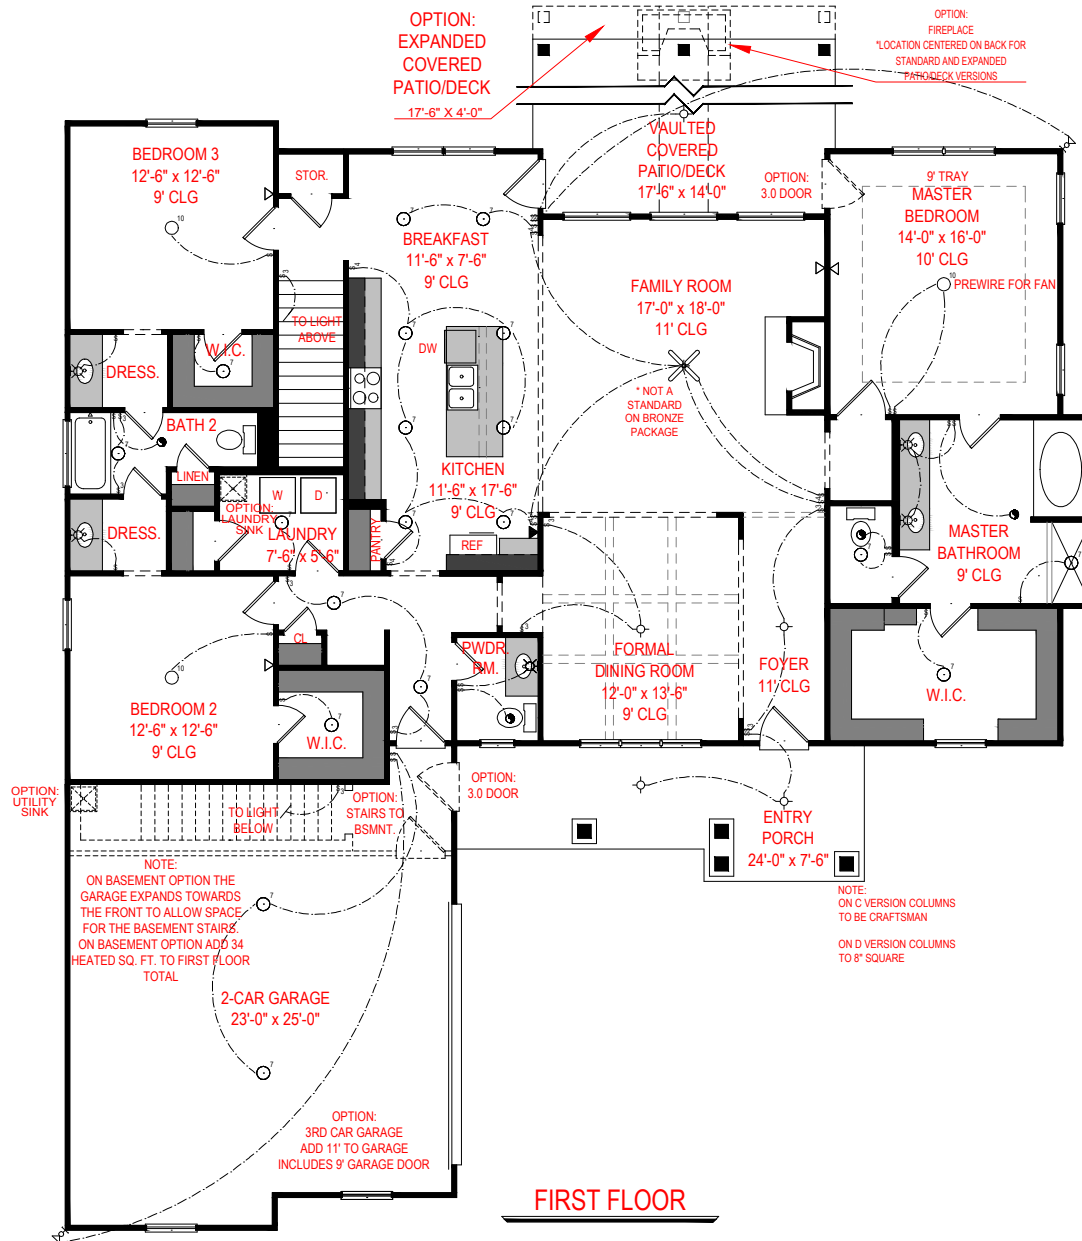 OPTION:
EXPANDED
COVERED
PATIO/DECK
17'-6" X 4'-0"
OPTION:
FIREPLACE
*LOCATION CENTERED ON BACK FOR
STANDARD AND EXPANDED
PATIO/DECK VERSIONS
VAULTED
COVERED
PATIO/DECK
17'-6" x 14'-0"
OPTION:
3.0 DOOR
BEDROOM 3
12'-6" x 12'-6"
9' CLG
STOR.
BREAKFAST
11'-6" x 7'-6"
9' CLG
9' TRAY
MASTER
BEDROOM
14'-0" x 16'-0"
10' CLG
PREWIRE FOR FAN
FAMILY ROOM
17'-0" x 18'-0"
11' CLG
TO LIGHT
ABOVE
DW
W.I.C.
DRESS.
* NOT A
STANDARD
ON BRONZE
PACKAGE
BATH 2
LINEN
KITCHEN
11'-6" x 17'-6"
9' CLG
W
D
OPTION:
LAUNDRY
SINK
LAUNDRY
7'-6" x 5'-6"
PANTRY
REF
DRESS.
MASTER
BATHROOM
9' CLG
CL
PWDR.
RM.
FORMAL
DINING ROOM
12'-0" x 13'-6"
9' CLG
FOYER
11' CLG
W.I.C.
BEDROOM 2
12'-6" x 12'-6"
9' CLG
W.I.C.
OPTION:
UTILITY
SINK
TO LIGHT
BELOW
OPTION:
STAIRS TO
BSMNT.
OPTION:
3.0 DOOR
ENTRY
PORCH
24'-0" x 7'-6"
NOTE:
ON BASEMENT OPTION THE
GARAGE EXPANDS TOWARDS
THE FRONT TO ALLOW SPACE
FOR THE BASEMENT STAIRS.
ON BASEMENT OPTION ADD 34
HEATED SQ. FT. TO FIRST FLOOR
TOTAL
NOTE:
ON C VERSION COLUMNS
TO BE CRAFTSMAN
ON D VERSION COLUMNS
TO 8" SQUARE
2-CAR GARAGE
23'-0" x 25'-0"
OPTION:
3RD CAR GARAGE
ADD 11' TO GARAGE
INCLUDES 9' GARAGE DOOR
FIRST FLOOR